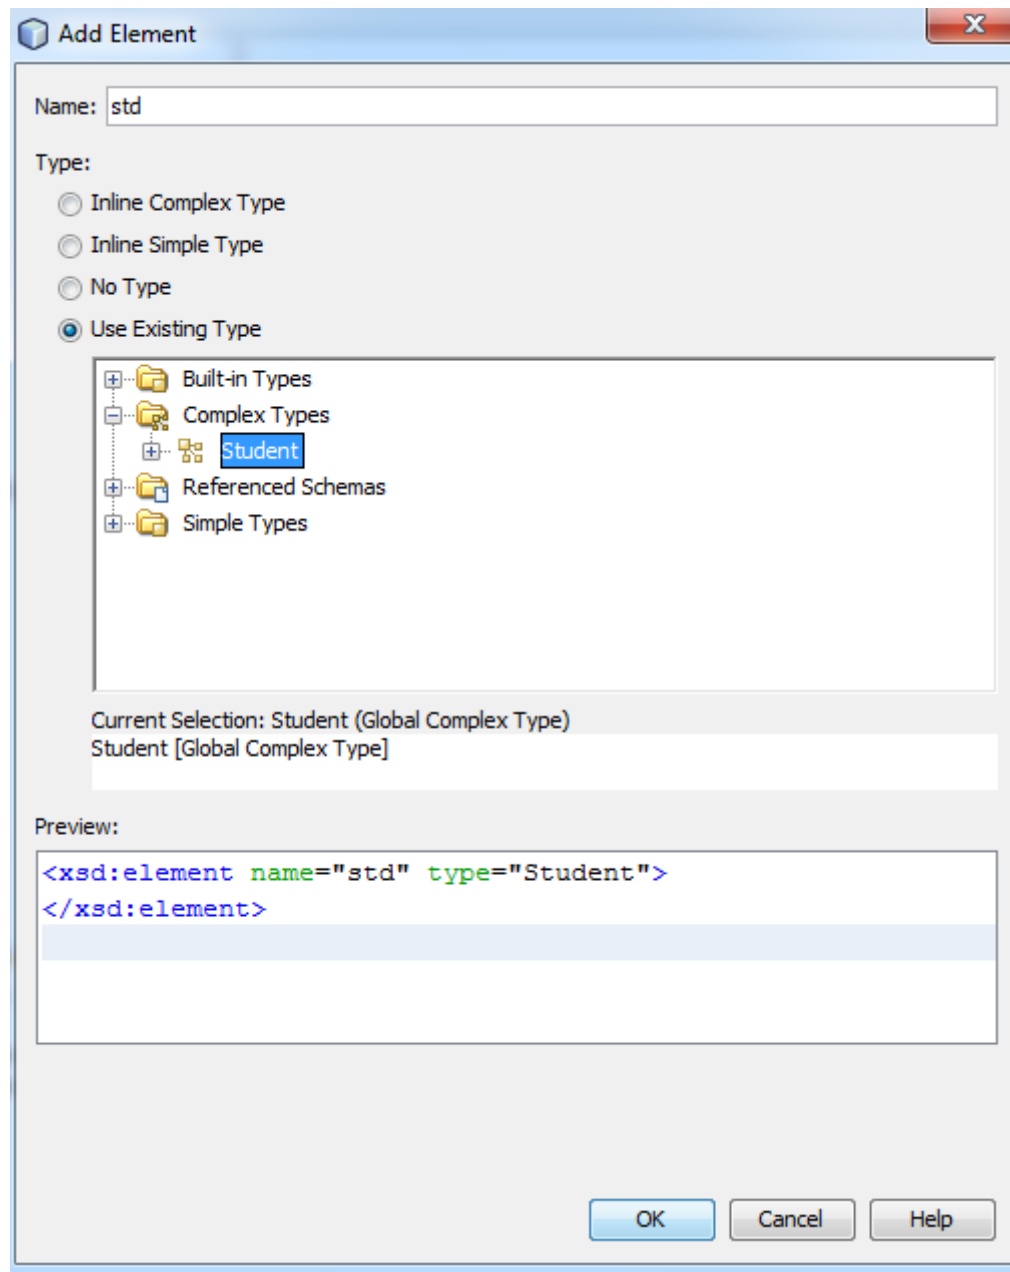 Add Element
Name: std
Type:
Inline Complex Type
Inline Simple Type
No Type
Use Existing Type
Built-in Types
Complex Types
Student
Referenced Schemas
Simple Types
Current Selection: Student (Global Complex Type)
Student [Global Complex Type]
Preview:
<xsd:element name="std" type="Student">
</xsd:element>
OK Cancel Help